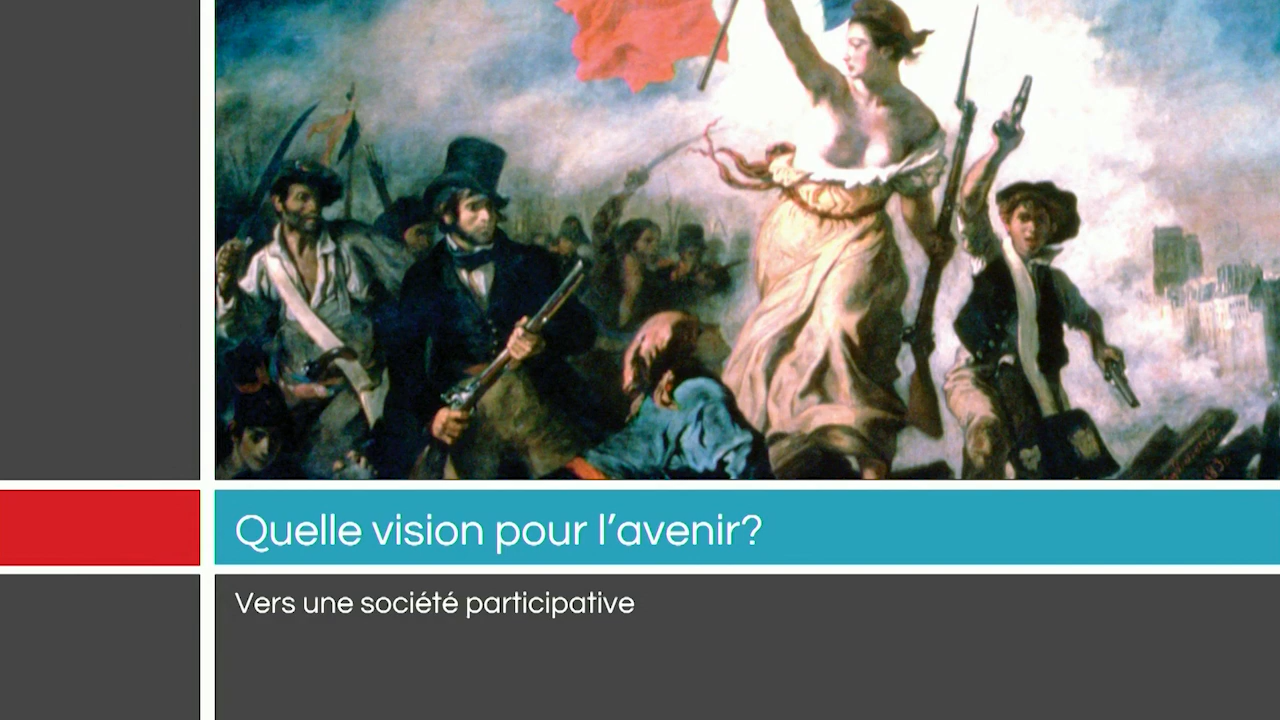 Quelle vision pour l’avenir?
Vers une société participative